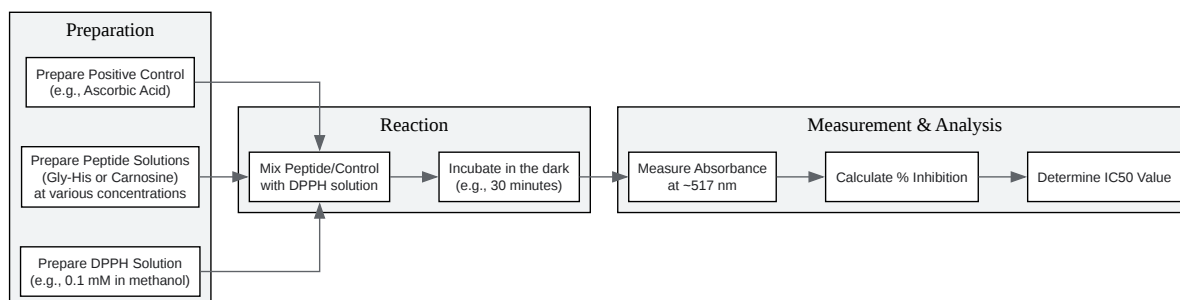 Preparation
Prepare Positive Control
(e.g., Ascorbic Acid)
Prepare Peptide Solutions
(Gly-His or Carnosine)
at various concentrations
Prepare DPPH Solution
(e.g., 0.1 mM in methanol)
Reaction
Mix Peptide/Control
with DPPH solution
Incubate in the dark
(e.g., 30 minutes)
Measurement & Analysis
Measure Absorbance
at ~517 nm
Calculate % Inhibition
Determine IC50 Value